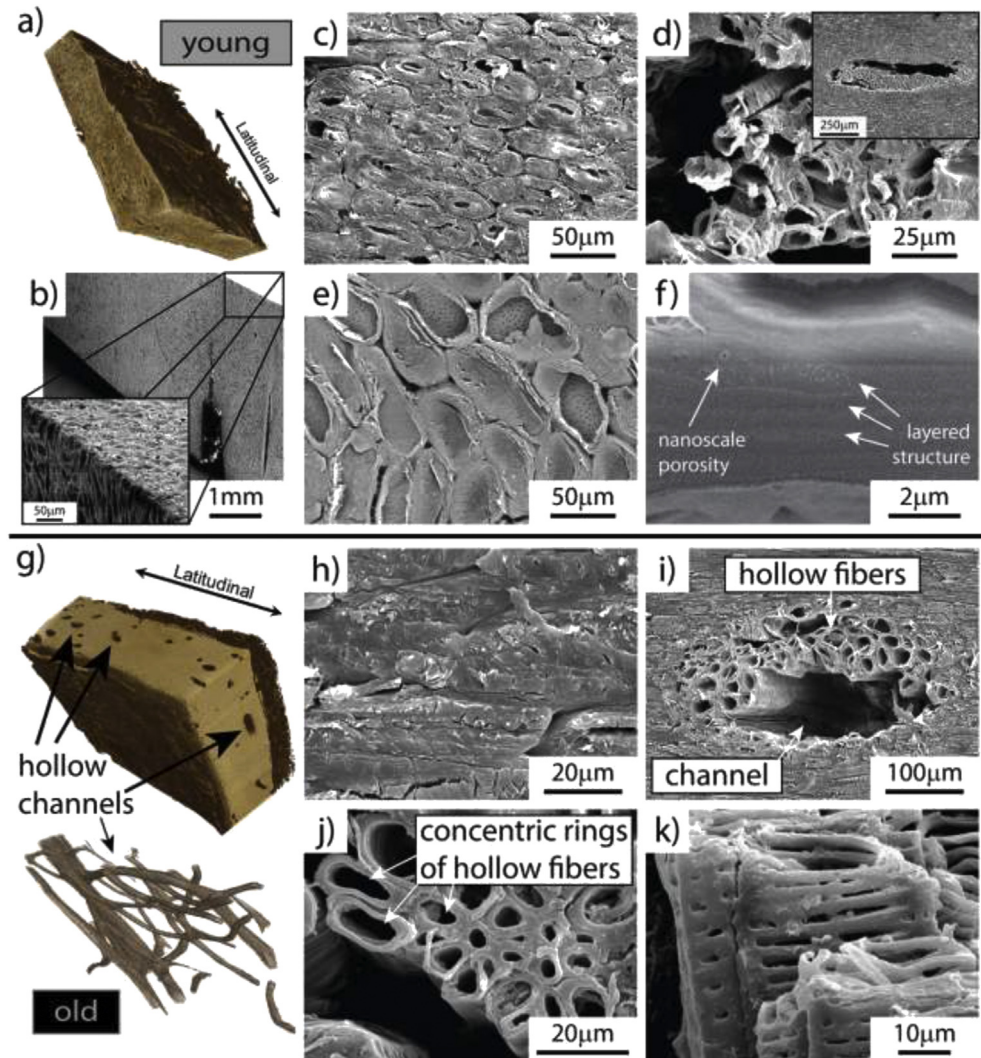 a)
young
Latitudinal
b)
50μm
1mm
c)
50μm
d)
250μm
25μm
e)
50μm
f)
nanoscale
porosity
layered
structure
2μm
g)
Latitudinal
hollow
channels
old
h)
20μm
i)
hollow fibers
channel
100μm
j)
concentric rings
of hollow fibers
20μm
k)
10μm